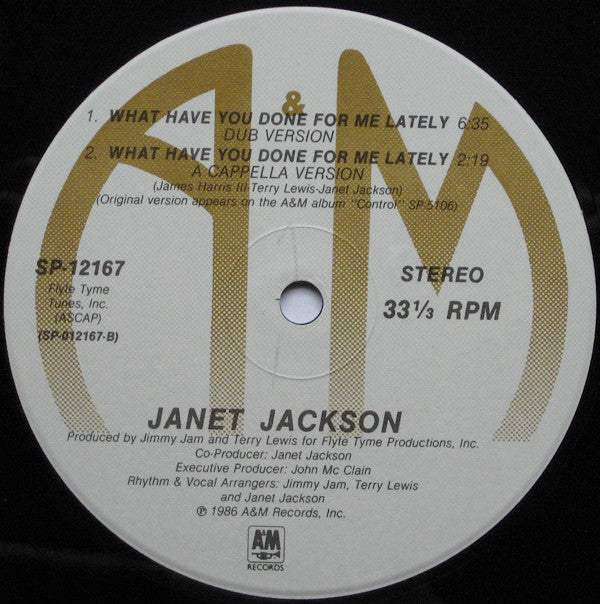 A&M
1. WHAT HAVE YOU DONE FOR ME LATELY 6:35
DUB VERSION
2. WHAT HAVE YOU DONE FOR ME LATELY 2:19
A CAPPELLA VERSION
(James Harris III-Terry Lewis-Janet Jackson)
(Original version appears on the A&M album "Control" SP-5106)
SP-12167
Flyte Tyme
Tunes, Inc.
(ASCAP)
(SP-012167-B)
STEREO
33 1/3 RPM
JANET JACKSON
Produced by Jimmy Jam and Terry Lewis for Flyte Tyme Productions, Inc.
Co-Producer: Janet Jackson
Executive Producer: John Mc Clain
Rhythm & Vocal Arrangers: Jimmy Jam, Terry Lewis
and Janet Jackson
℗ 1986 A&M Records, Inc.
A&M
RECORDS